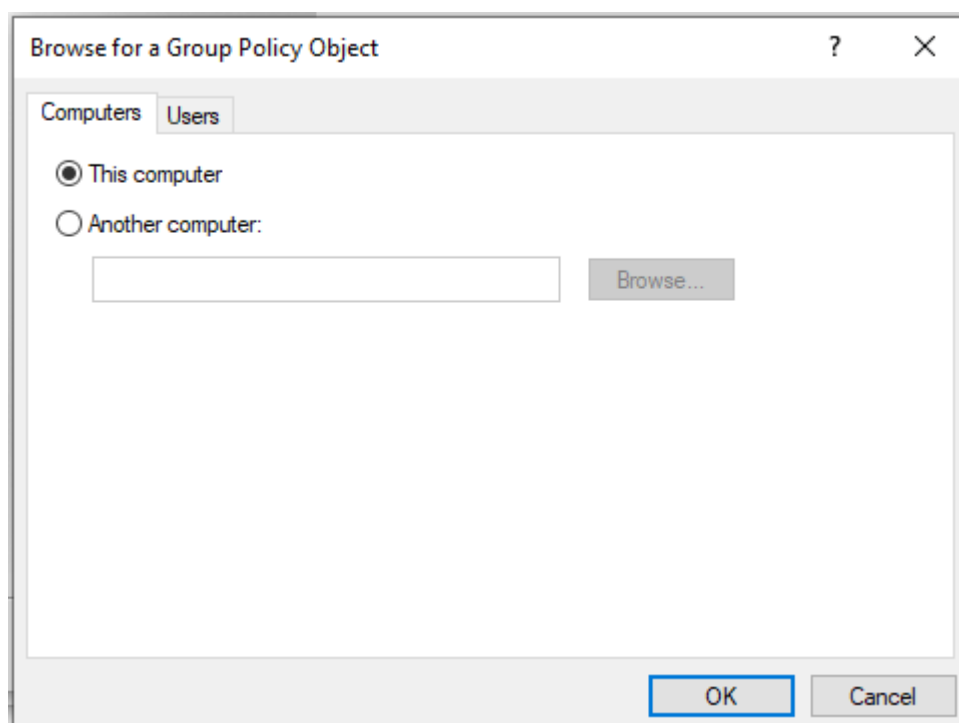 Browse for a Group Policy Object ?
Computers Users
This computer
Another computer:
Browse...
OK Cancel